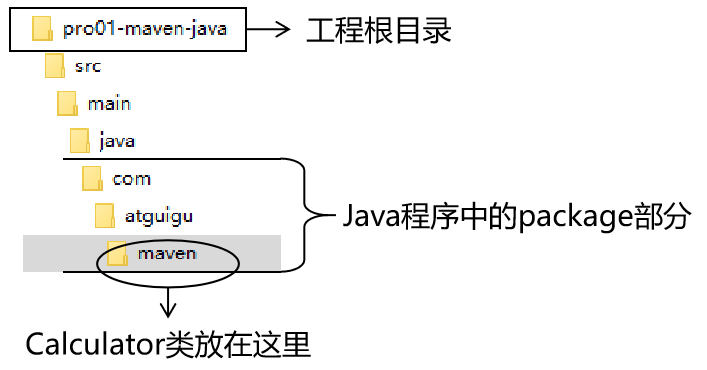 pro01-maven-java
工程根目录
src
main
java
com
atguigu
Java程序中的package部分
maven
Calculator类放在这里